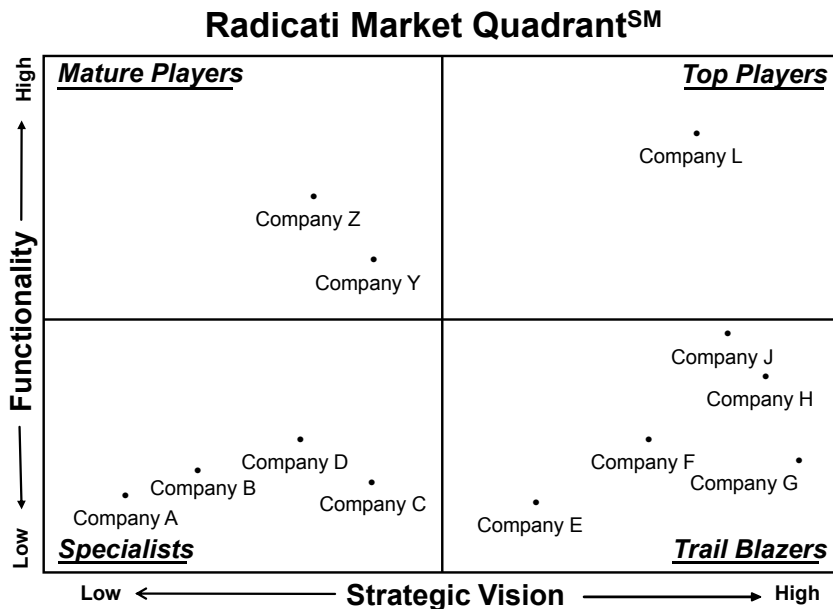 Radicati Market Quadrant℠
Mature Players
Top Players
High
Company L
Company Z
Company Y
Functionality
Company J
Company H
Company D
Company F
Company B
Company G
Company C
Company A
Company E
Low
Specialists
Trail Blazers
Low
Strategic Vision
High